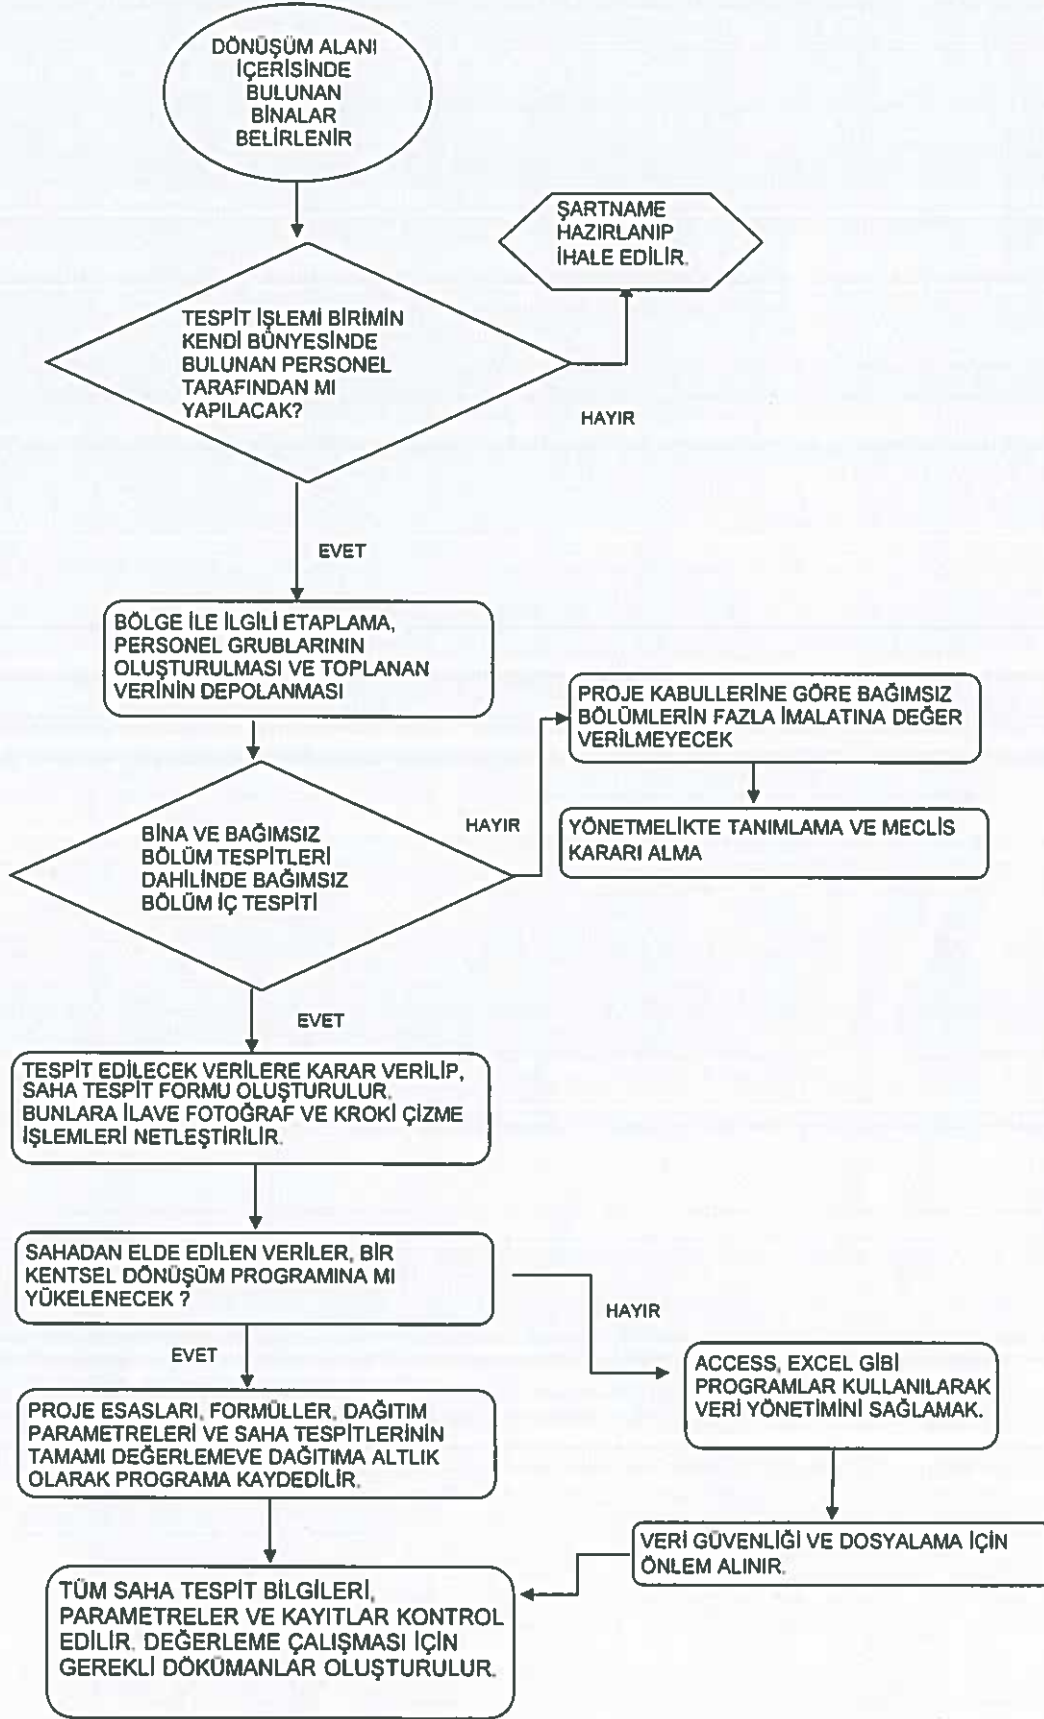 DÖNÜŞÜM ALANI
İÇERİSİNDE
BULUNAN
BİNALAR
BELİRLENİR
ŞARTNAME
HAZIRLANIP
İHALE EDİLİR.
TESPİT İŞLEMİ BİRİMİN
KENDİ BÜNYESİNDE
BULUNAN PERSONEL
TARAFINDAN MI
YAPILACAK?
HAYIR
EVET
BÖLGE İLE İLGİLİ ETAPLAMA,
PERSONEL GRUBLARININ
OLUŞTURULMASI VE TOPLANAN
VERİNİN DEPOLANMASI
PROJE KABULLERİNE GÖRE BAĞIMSIZ
BÖLÜMLERİN FAZLA İMALATINA DEĞER
VERİLMEYECEK
HAYIR
YÖNETMELİKTE TANIMLAMA VE MECLİS
KARARI ALMA
BİNA VE BAĞIMSIZ
BÖLÜM TESPİTLERİ
DAHİLİNDE BAĞIMSIZ
BÖLÜM İÇ TESPİTİ
EVET
TESPİT EDİLECEK VERİLERE KARAR VERİLİP,
SAHA TESPİT FORMU OLUŞTURULUR.
BUNLARA İLAVE FOTOĞRAF VE KROKİ ÇİZME
İŞLEMLERİ NETLEŞTİRİLİR.
SAHADAN ELDE EDİLEN VERİLER, BİR
KENTSEL DÖNÜŞÜM PROGRAMINA MI
YÜKELENECEK ?
HAYIR
EVET
ACCESS, EXCEL GİBİ
PROGRAMLAR KULLANILARAK
VERİ YÖNETİMİNİ SAĞLAMAK.
PROJE ESASLARI, FORMÜLLER, DAĞITIM
PARAMETRELERİ VE SAHA TESPİTLERİNİN
TAMAMI DEĞERLEMEVE DAĞITIMA ALTLIK
OLARAK PROGRAMA KAYDEDİLİR.
VERİ GÜVENLİĞİ VE DOSYALAMA İÇİN
ÖNLEM ALINIR.
TÜM SAHA TESPİT BİLGİLERİ,
PARAMETRELER VE KAYITLAR KONTROL
EDİLİR. DEĞERLEME ÇALIŞMASI İÇİN
GEREKLİ DÖKÜMANLAR OLUŞTURULUR.